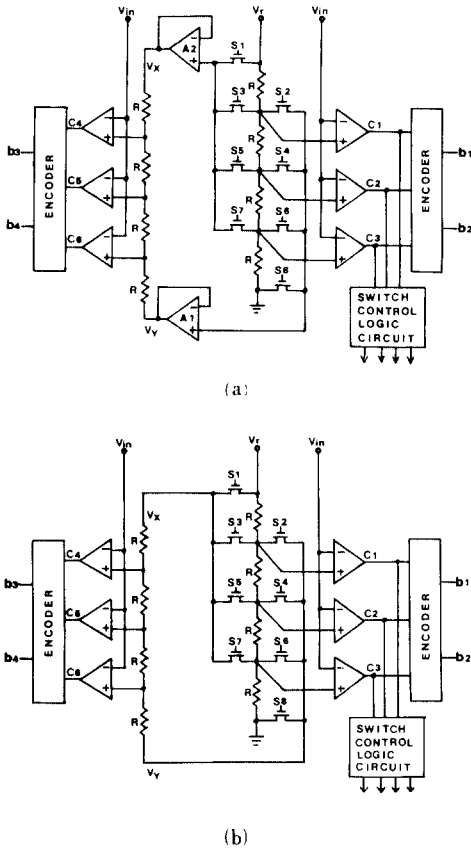 Vin
Vr
Vin
A2
S1
VX
R
S3
S2
C4
R
C1
b3
ENCODER
C5
R
R
S5
S4
C2
ENCODER
b1
b4
C6
R
R
S7
S6
C3
b2
R
R
S8
VY
A1
SWITCH
CONTROL
LOGIC
CIRCUIT
(a)
Vin
Vr
Vin
S1
VX
R
R
S3
S2
C4
C1
b3
ENCODER
C5
R
R
S5
S4
C2
ENCODER
b1
b4
C6
R
R
S7
S6
C3
b2
R
R
S8
VY
SWITCH
CONTROL
LOGIC
CIRCUIT
(b)